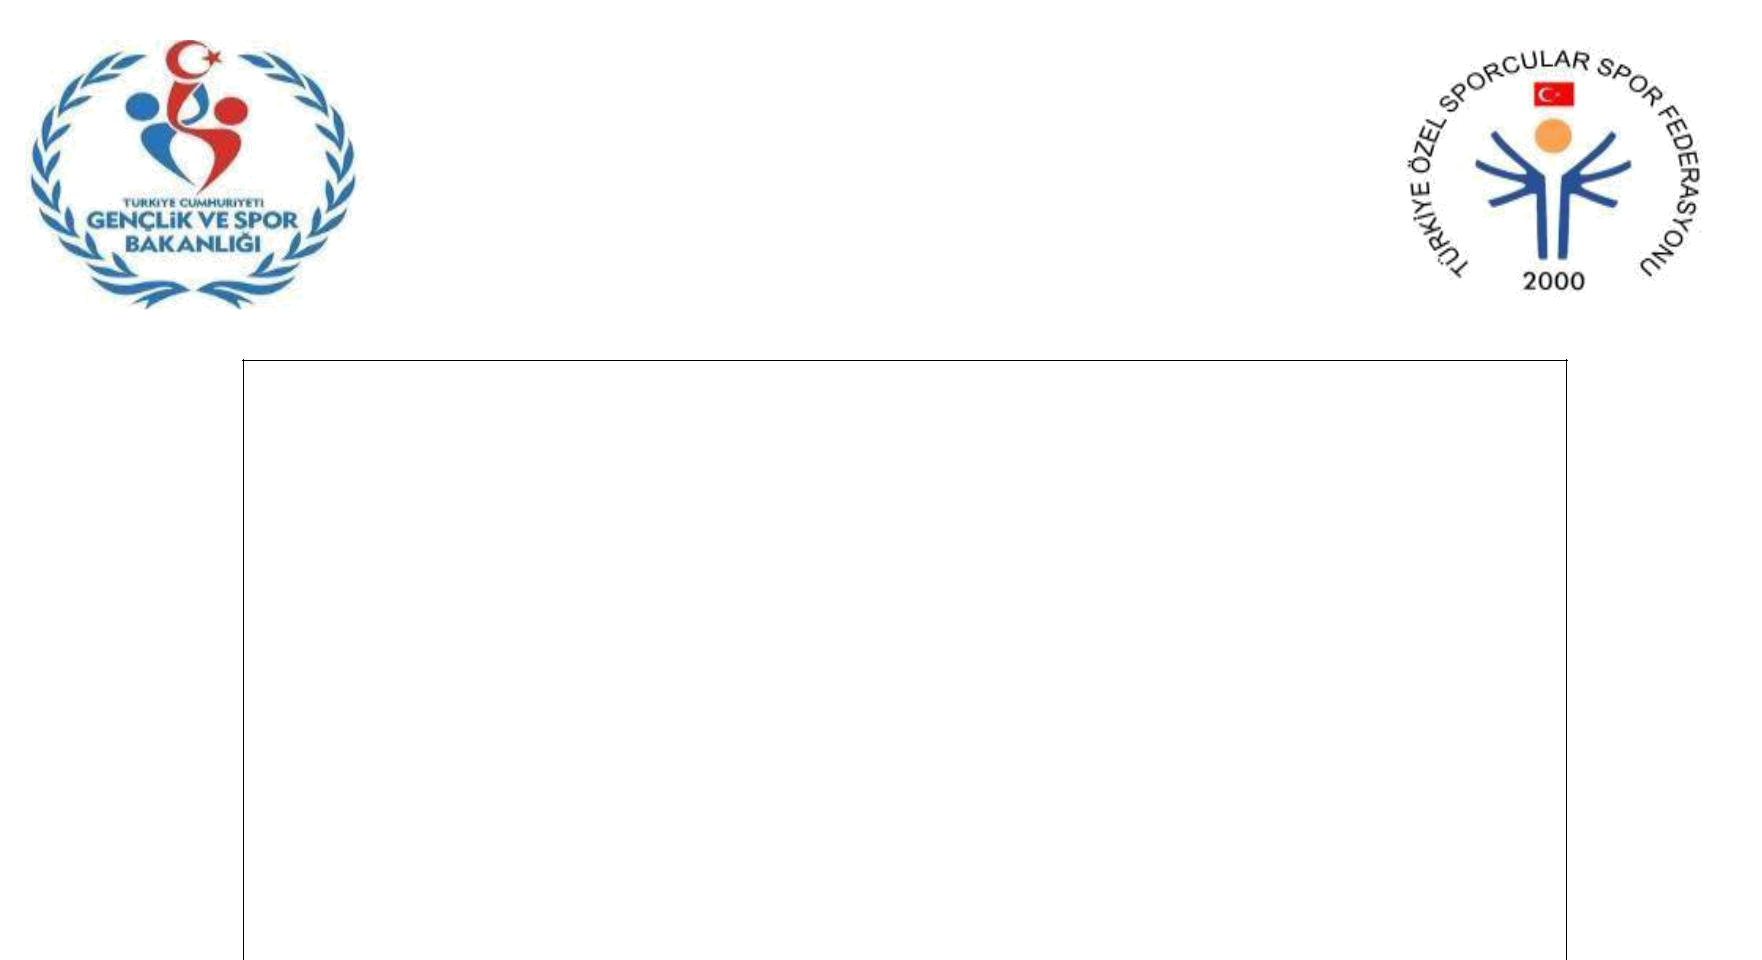 TÜRKİYE CUMHURİYETİ
GENÇLİK VE SPOR
BAKANLIĞI
TÜRKİYE ÖZEL SPORCULAR SPOR FEDERASYONU
2000